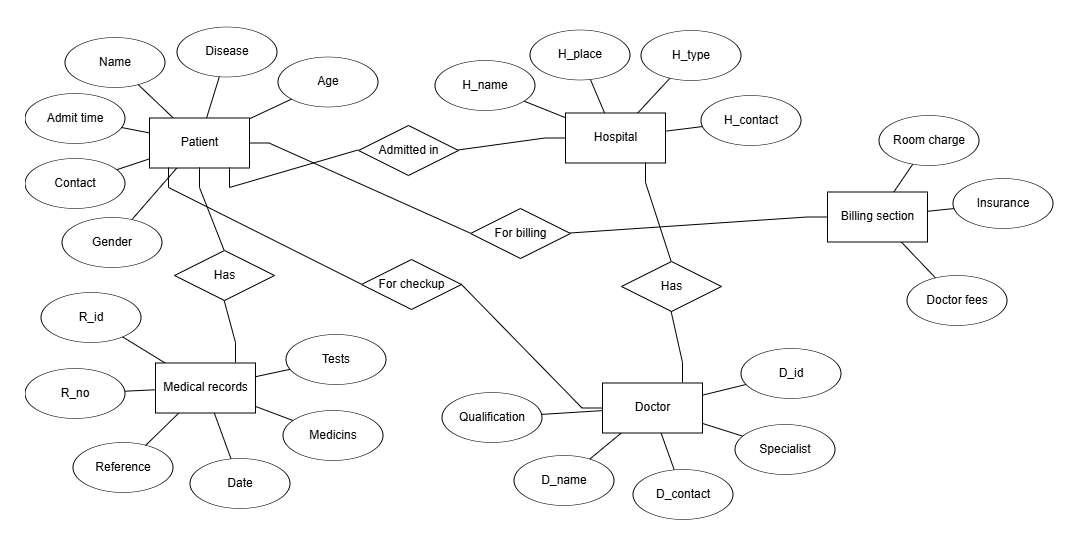 Name
Disease
Age
Admit time
Patient
Contact
Gender
Admitted in
H_name
H_place
H_type
Hospital
H_contact
Room charge
Billing section
Insurance
Doctor fees
For billing
Has
For checkup
Has
R_id
R_no
Medical records
Tests
Medicins
Reference
Date
Qualification
Doctor
D_id
Specialist
D_name
D_contact